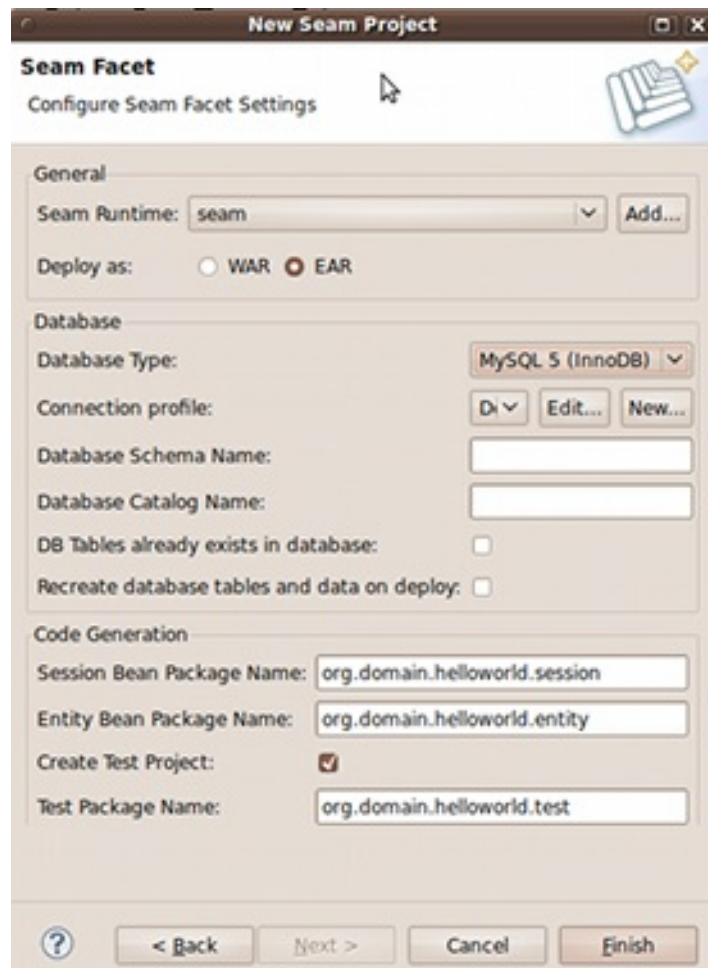 New Seam Project
Seam Facet
Configure Seam Facet Settings
General
Seam Runtime: seam Add...
Deploy as: WAR EAR
Database
Database Type: MySQL 5 (InnoDB)
Connection profile: Edit... New...
Database Schema Name:
Database Catalog Name:
DB Tables already exists in database:
Recreate database tables and data on deploy:
Code Generation
Session Bean Package Name: org.domain.helloworld.session
Entity Bean Package Name: org.domain.helloworld.entity
Create Test Project:
Test Package Name: org.domain.helloworld.test
? < Back Next > Cancel Finish